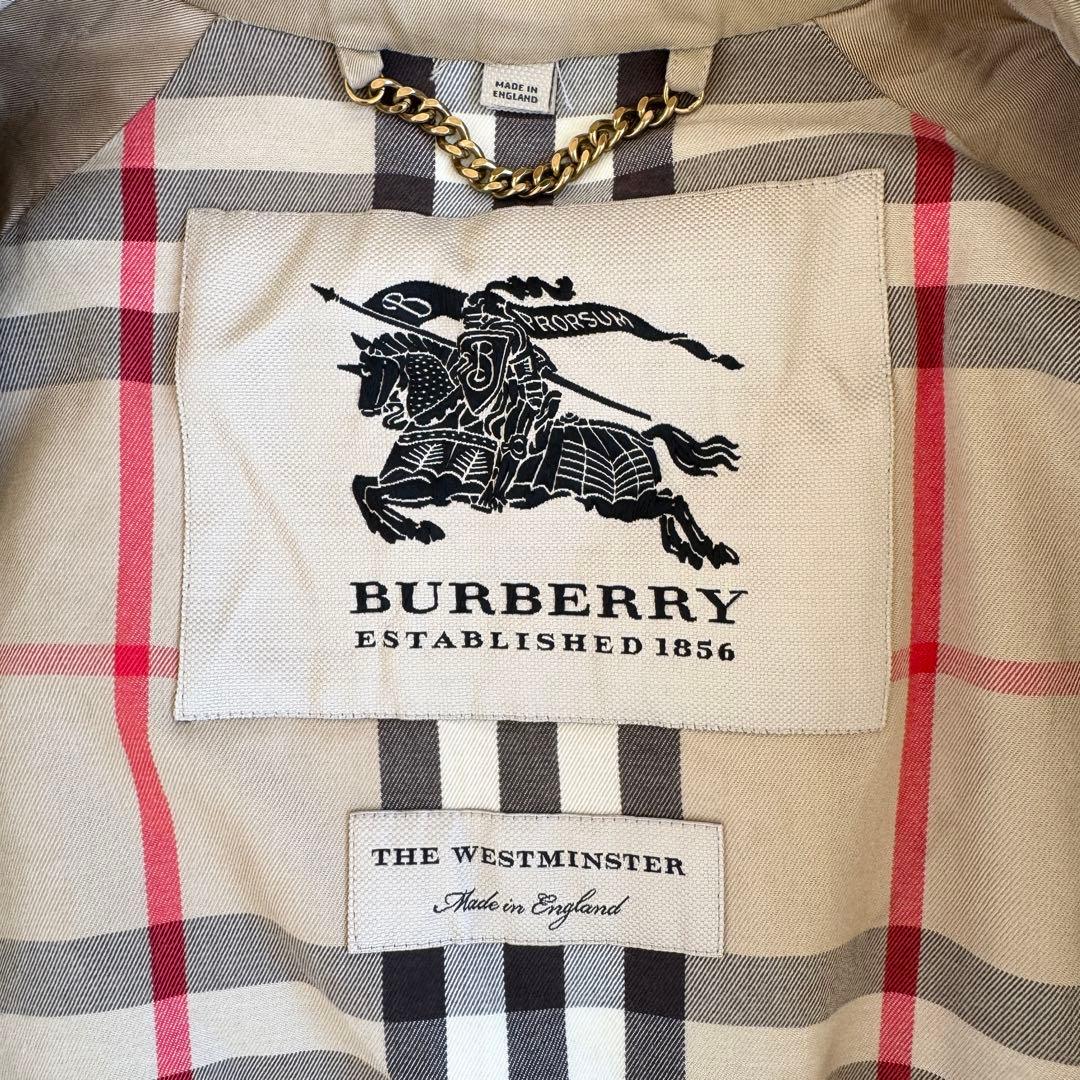 MADE IN
ENGLAND
B
PRORSUM
B
BURBERRY
ESTABLISHED 1856
THE WESTMINSTER
Made in England